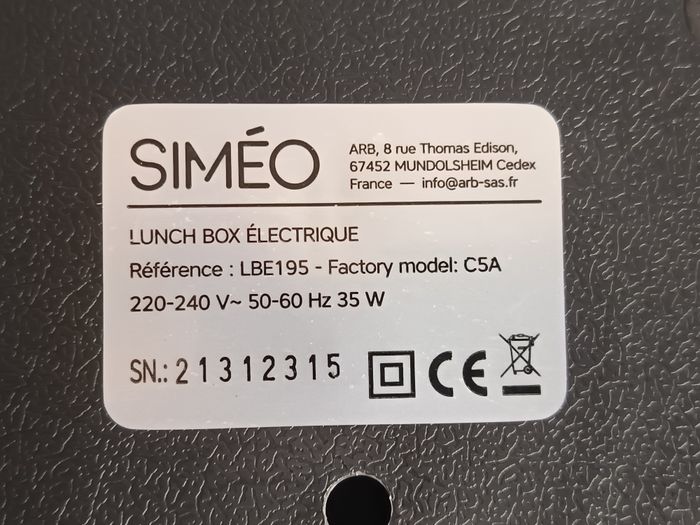 SIMÉO
ARB, 8 rue Thomas Edison,
67452 MUNDOLSHEIM Cedex
France — info@arb-sas.fr
LUNCH BOX ÉLECTRIQUE
Référence : LBE195 - Factory model: C5A
220-240 V~ 50-60 Hz 35 W
SN.: 21312315
CE